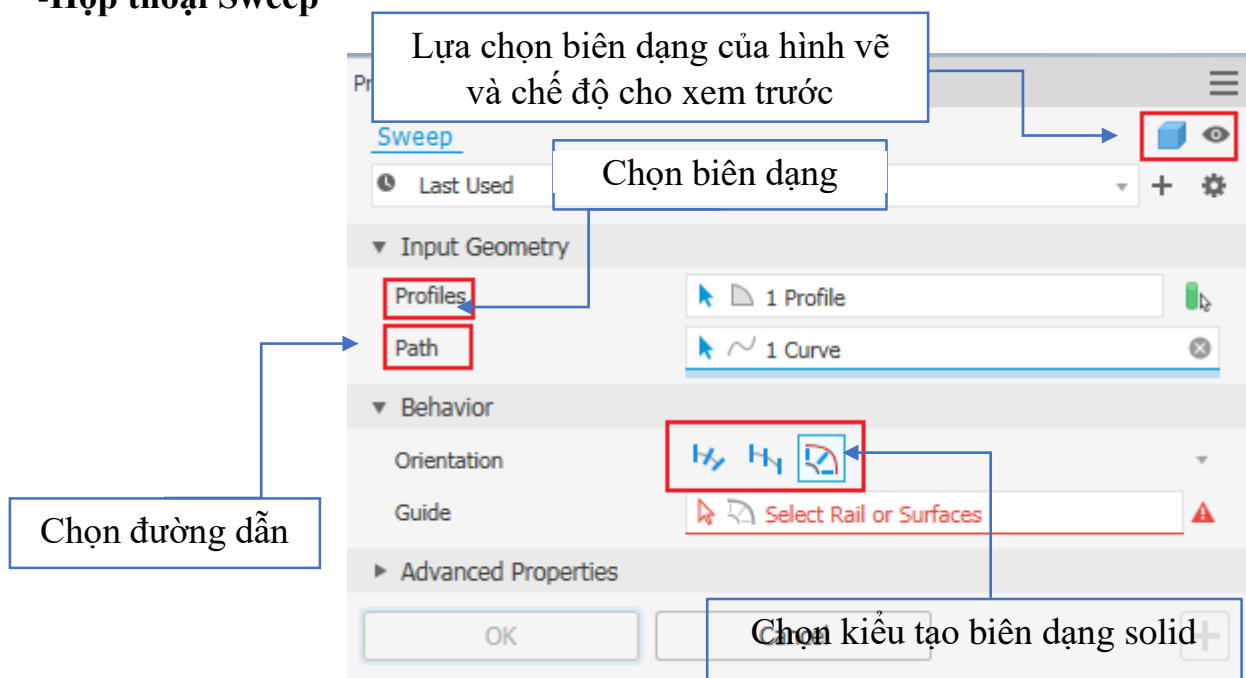 -Hộp thoại Sweep
Lựa chọn biên dạng của hình vẽ
và chế độ cho xem trước
Pr
Sweep
Last Used
Chọn biên dạng
Input Geometry
Profiles
1 Profile
Path
1 Curve
Behavior
Orientation
Guide
Select Rail or Surfaces
Chọn đường dẫn
Advanced Properties
OK
Cancel
Chọn kiểu tạo biên dạng solid